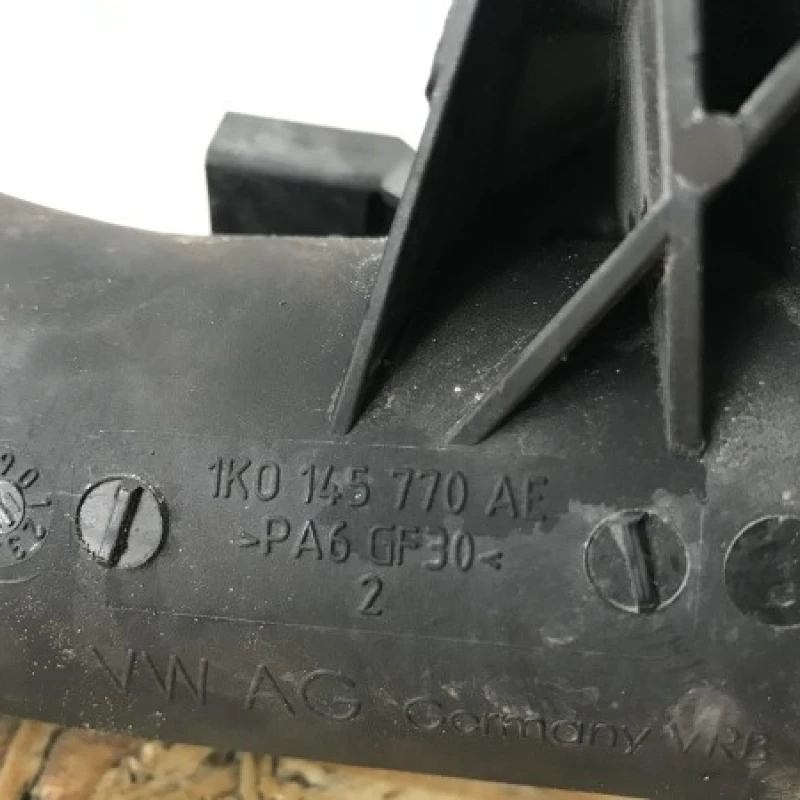 1K0 145 770 AE
>PA6 GF30<
2
VW AG Germany VRB